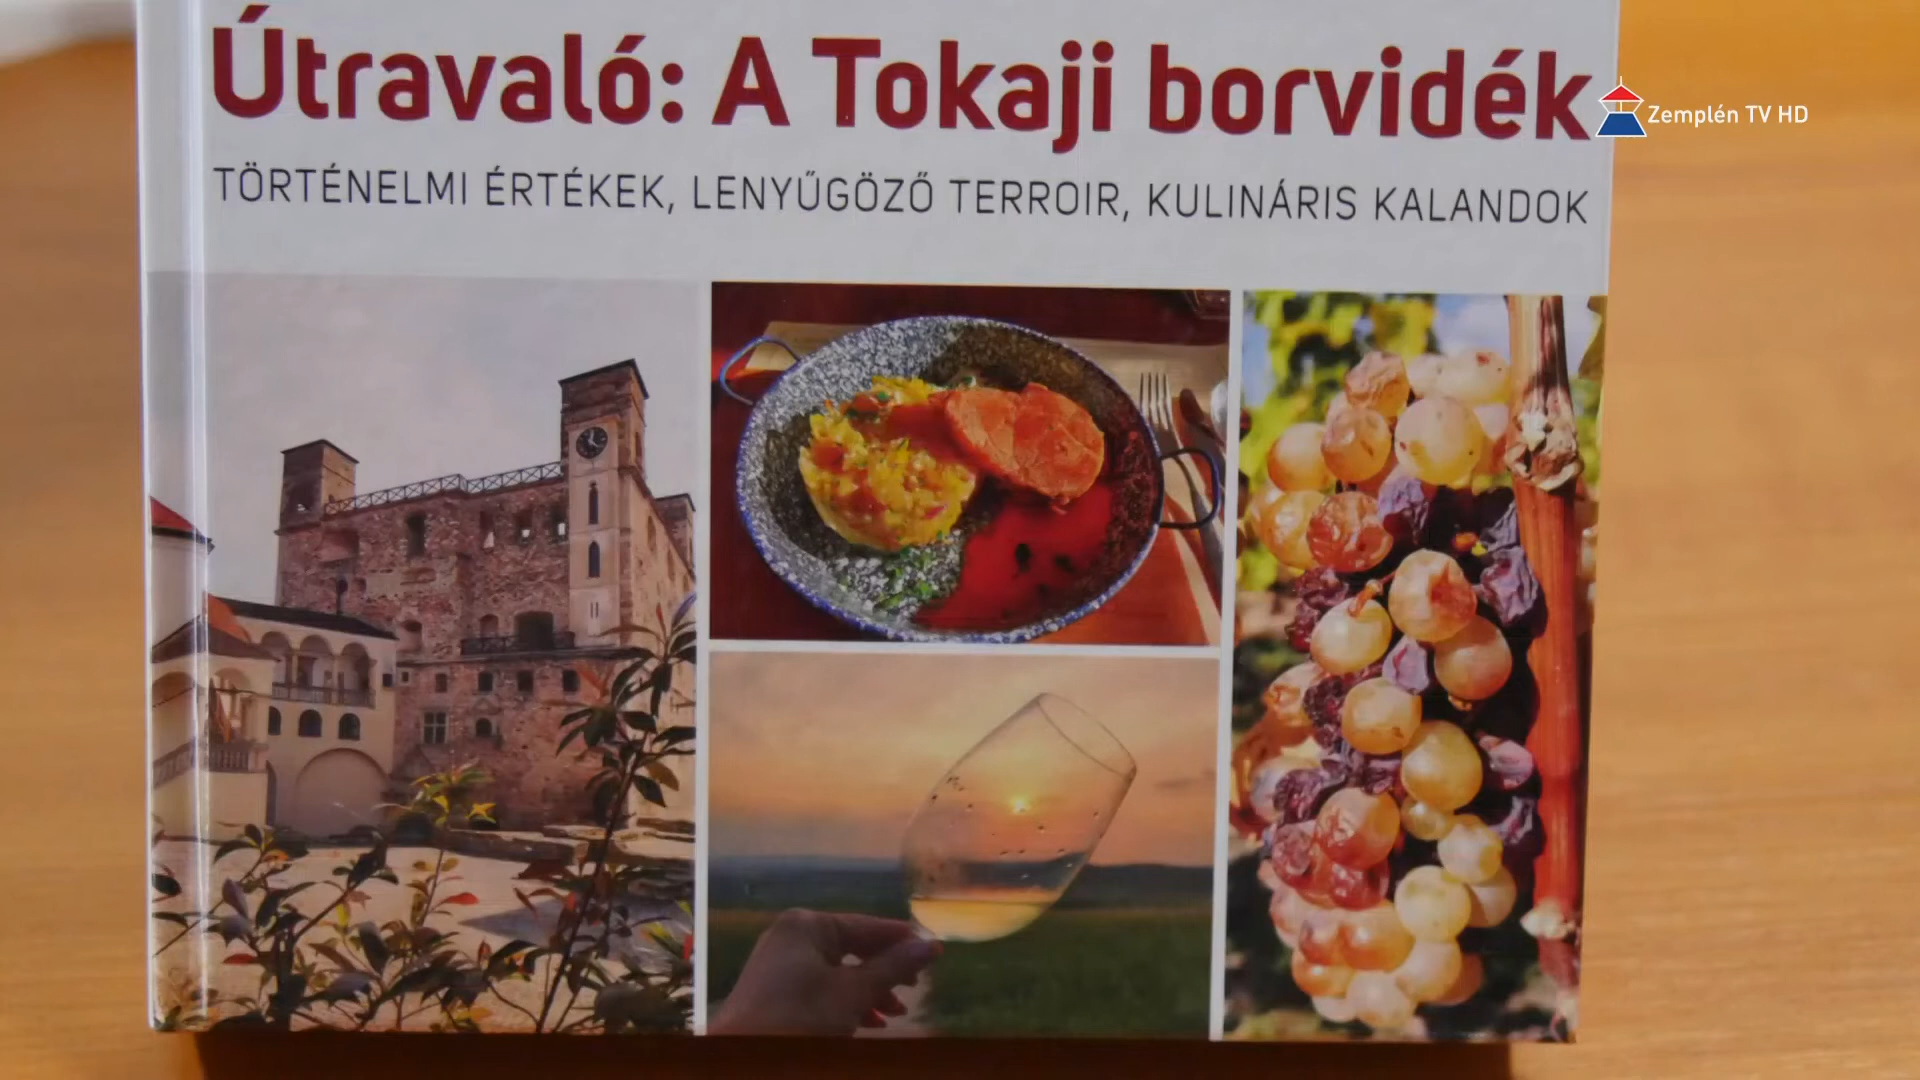 Útravaló: A Tokaji borvidék
Zemplén TV HD
TÖRTÉNELMI ÉRTÉKEK, LENYŰGÖZŐ TERROIR, KULINÁRIS KALANDOK